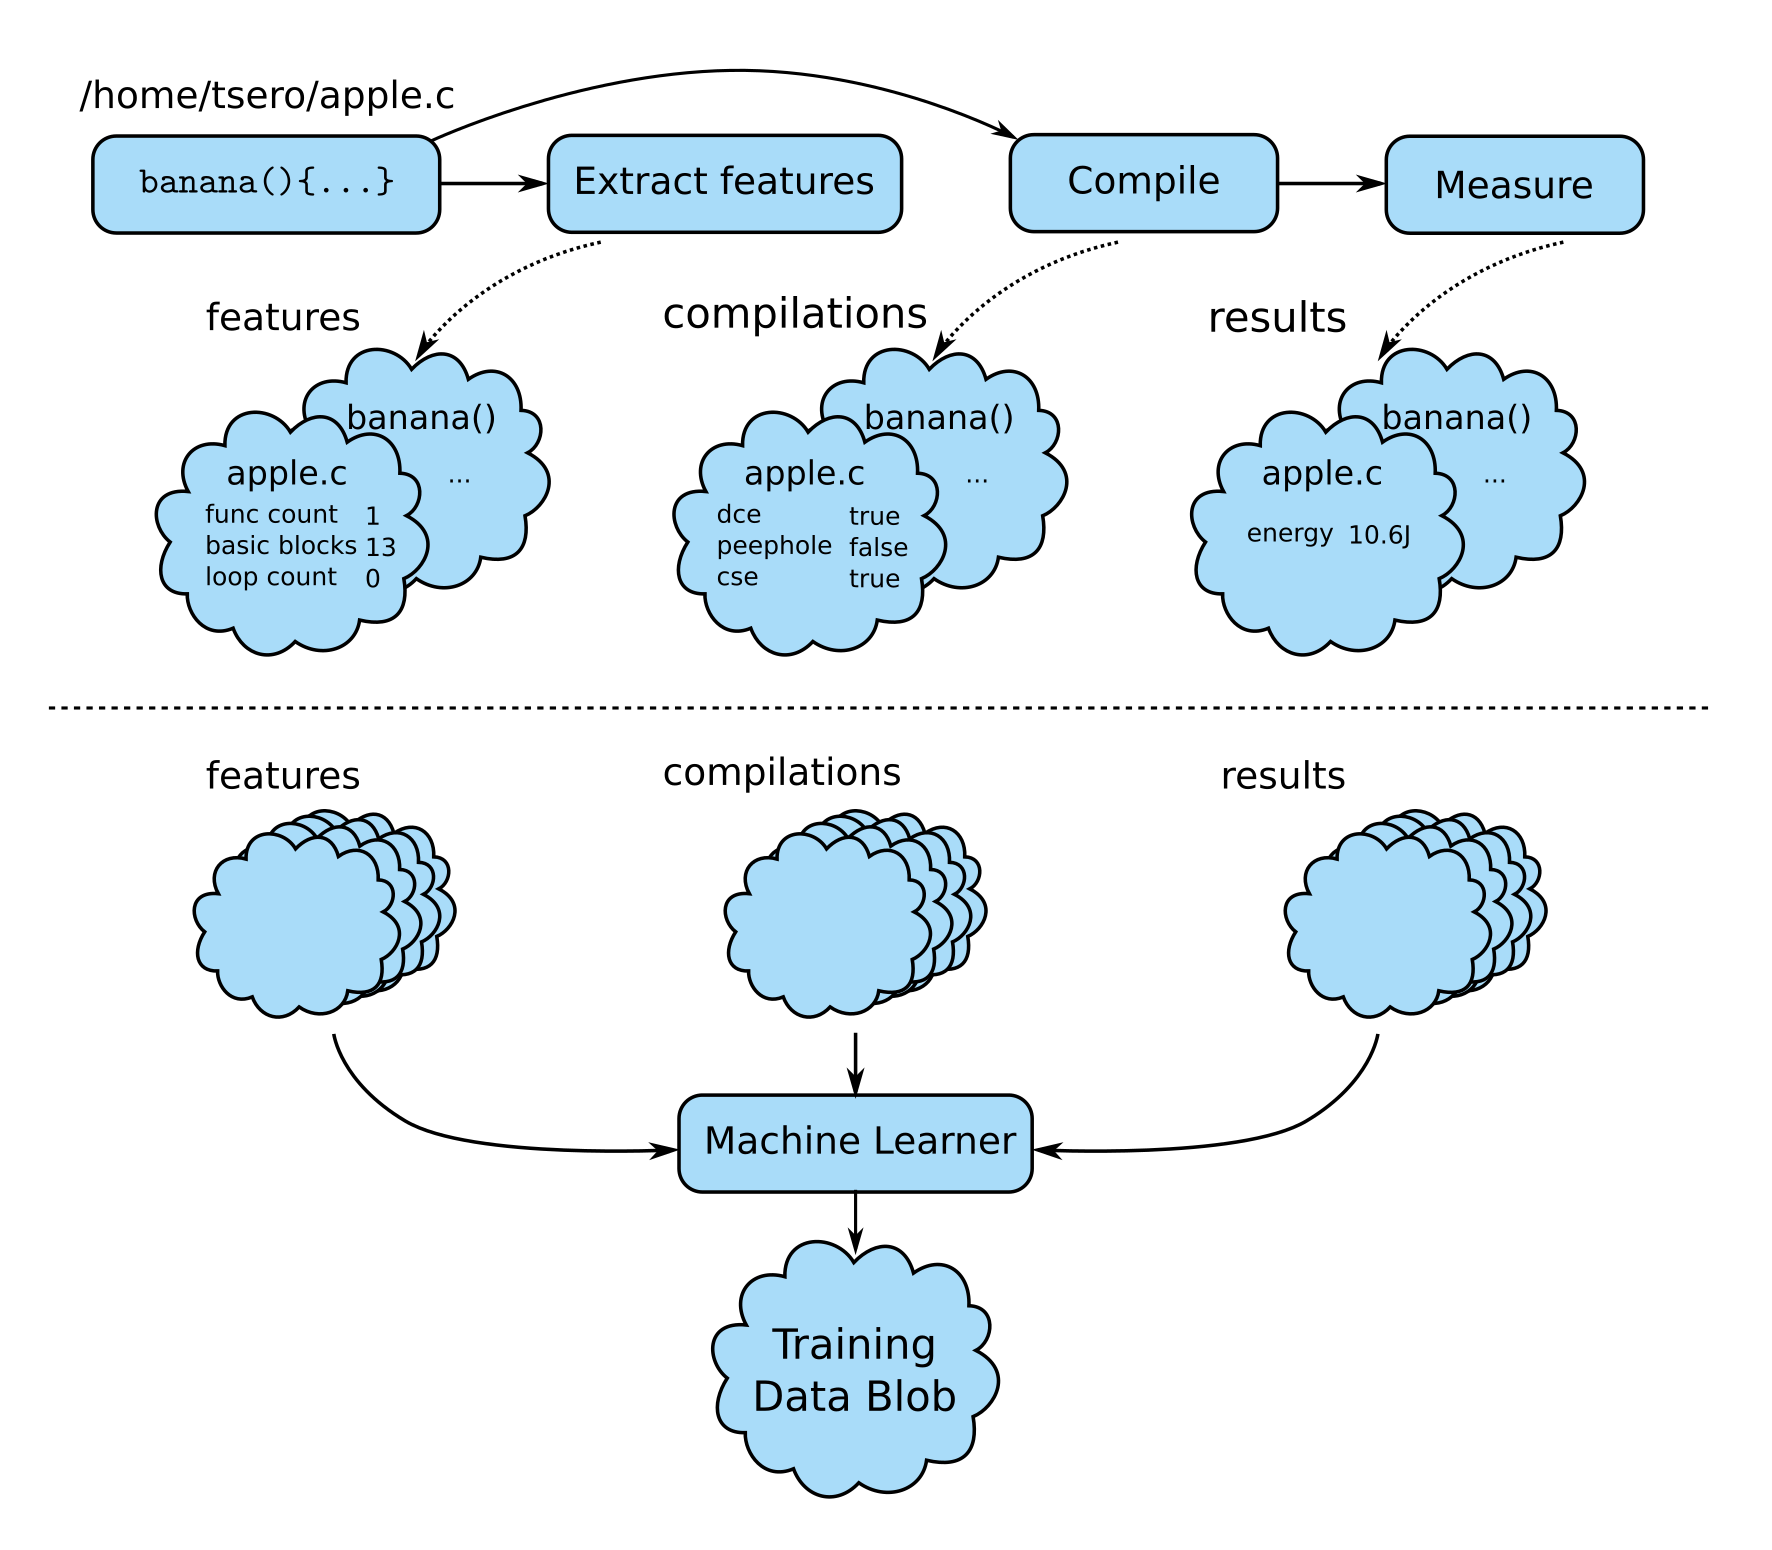 /home/tsero/apple.c
banana(){...}
Extract features
Compile
Measure
features
compilations
results
banana()
...
apple.c
func count 1
basic blocks 13
loop count 0
banana()
...
apple.c
dce true
peephole false
cse true
banana()
...
apple.c
energy 10.6J
features
compilations
results
Machine Learner
Training
Data Blob